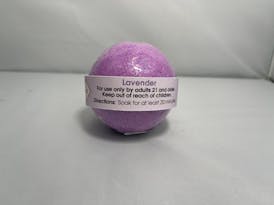 Lavender
For use only by adults 21 and older
Keep out of reach of children.
Directions: Soak for at least 20 minutes